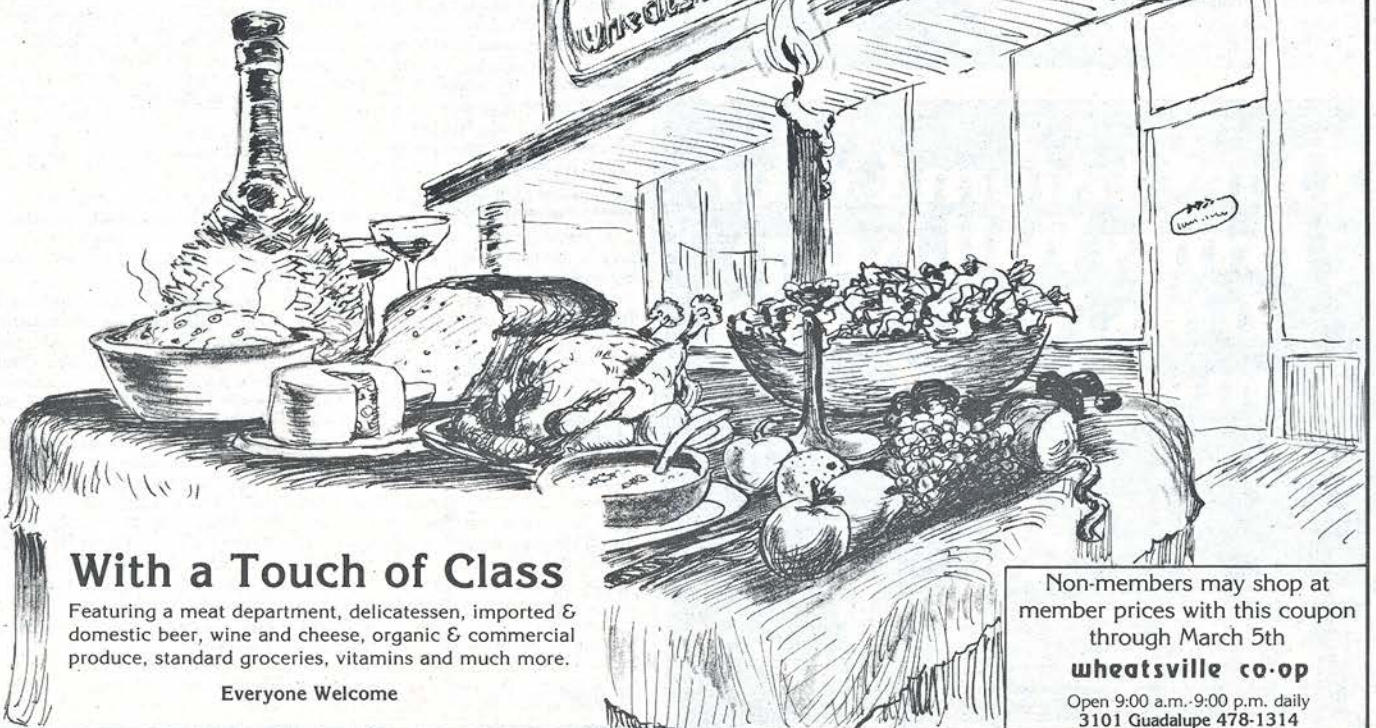 With a Touch of Class
Featuring a meat department, delicatessen, imported &
domestic beer, wine and cheese, organic & commercial
produce, standard groceries, vitamins and much more.
Everyone Welcome
Non-members may shop at
member prices with this coupon
through March 5th
wheatsville co·op
Open 9:00 a.m.-9:00 p.m. daily
3101 Guadalupe 478-1314